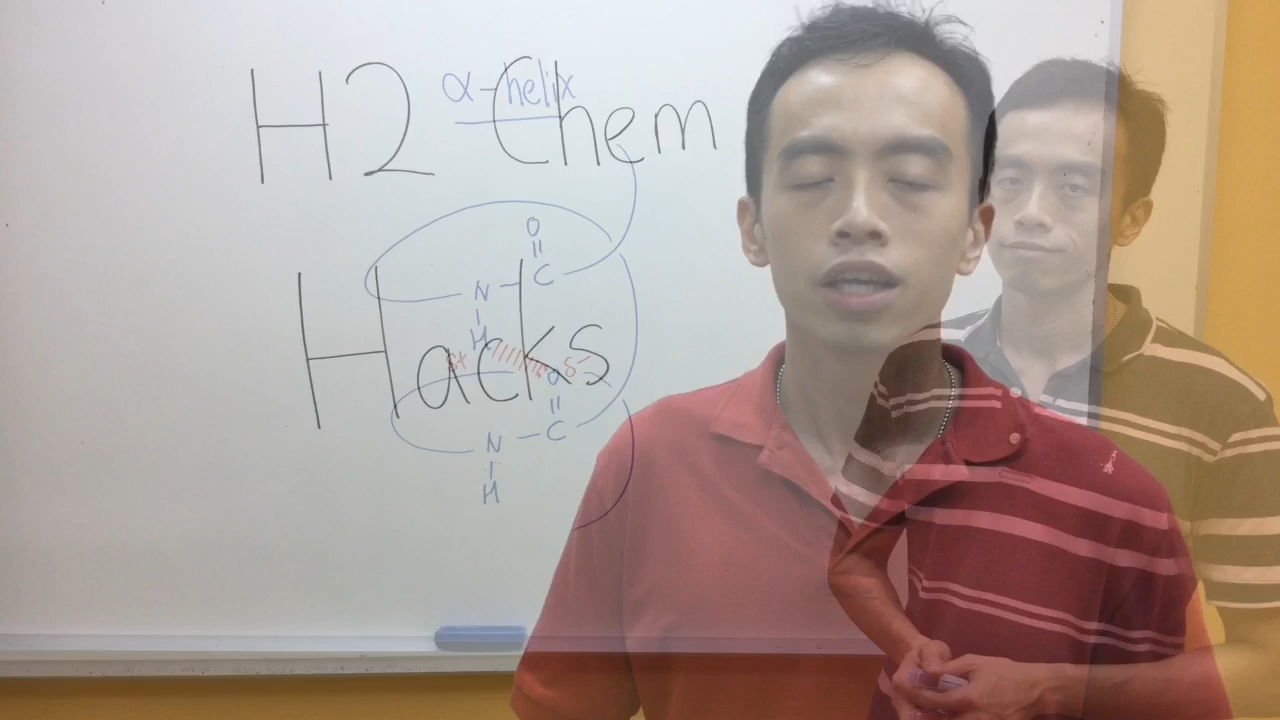 H2 Chem
α-helix
Hacks
O
||
N - C
|
H
δ+ δ-
O
||
N - C
|
H